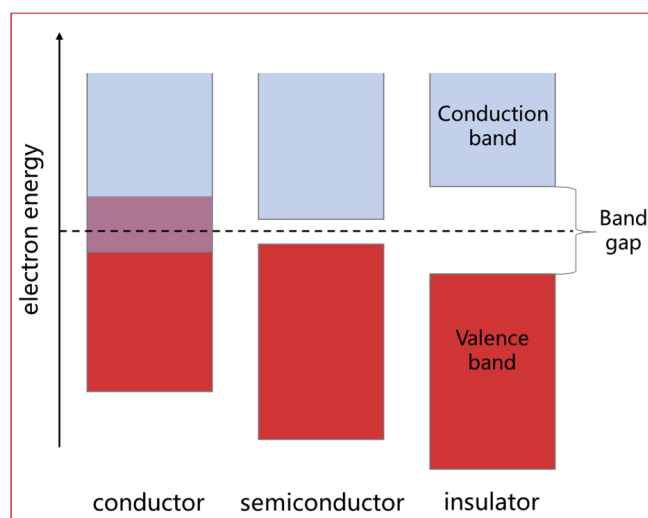 electron energy
Conduction
band
Band
gap
Valence
band
conductor
semiconductor
insulator